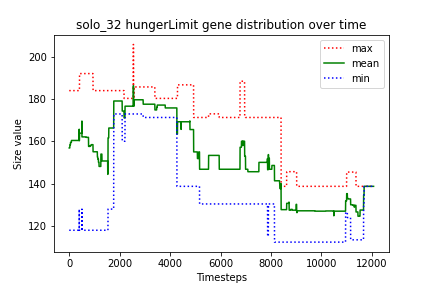 solo_32 hungerLimit gene distribution over time
max
mean
min
Size value
200
180
160
140
120
0
2000
4000
6000
8000
10000
12000
Timesteps